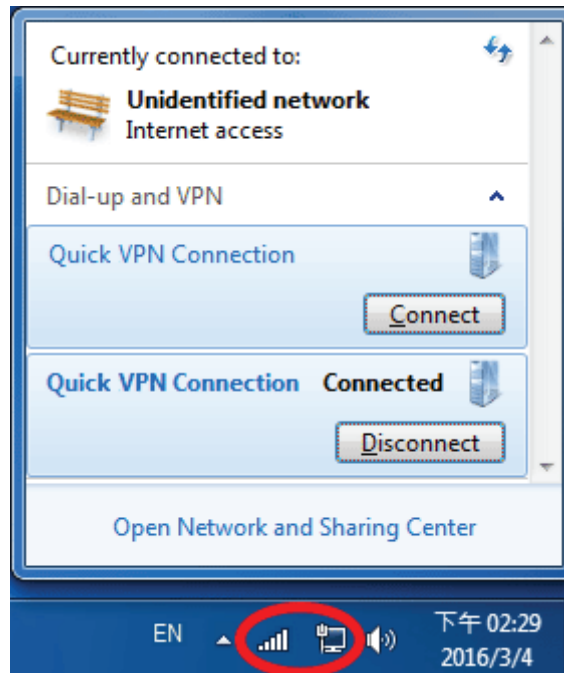 Currently connected to:
Unidentified network
Internet access
Dial-up and VPN
Quick VPN Connection
Connect
Quick VPN Connection Connected
Disconnect
Open Network and Sharing Center
EN
下午 02:29
2016/3/4